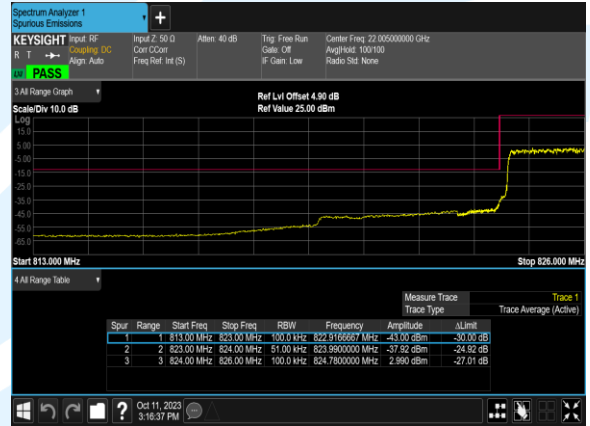 Spectrum Analyzer 1
Spurious Emissions
+
KEYSIGHT Input: RF Input Z: 50 Ω Atten: 40 dB Trig: Free Run Center Freq: 22.005000000 GHz
R T Coupling: DC Corr CCorr Gate: Off Avg|Hold: 100/100
Align: Auto Freq Ref: Int (S) IF Gain: Low Radio Std: None
PASS
3 All Range Graph
Ref Lvl Offset 4.90 dB
Scale/Div 10.0 dB Ref Value 25.00 dBm
Log
15.0
5.00
-5.00
-15.0
-25.0
-35.0
-45.0
-55.0
-65.0
Start 813.000 MHz Stop 826.000 MHz
4 All Range Table
Measure Trace Trace 1
Trace Type Trace Average (Active)
Spur Range Start Freq Stop Freq RBW Frequency Amplitude ΔLimit
1 1 813.00 MHz 823.00 MHz 100.0 kHz 822.9166667 MHz -43.00 dBm -30.00 dB
2 2 823.00 MHz 824.00 MHz 51.00 kHz 823.9900000 MHz -37.92 dBm -24.92 dB
3 3 824.00 MHz 826.00 MHz 100.0 kHz 824.7800000 MHz 2.990 dBm -27.01 dB
? Oct 11, 2023
3:16:37 PM